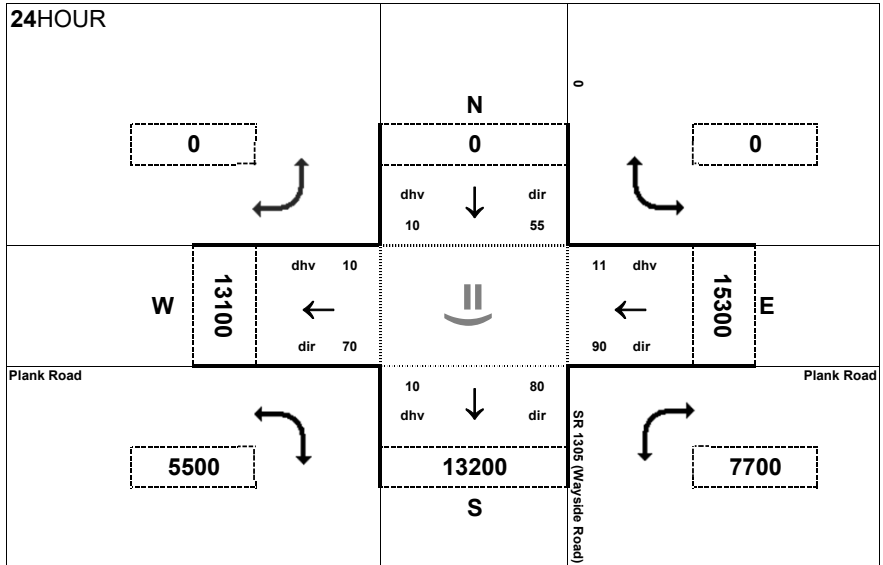 24HOUR
0
N
0
0
0
dhv
dir
10
55
dhv 10
11 dhv
W
13100
15300
E
dir 70
90 dir
Plank Road
Plank Road
10
80
dhv
dir
SR 1305 (Wayside Road)
5500
13200
7700
S